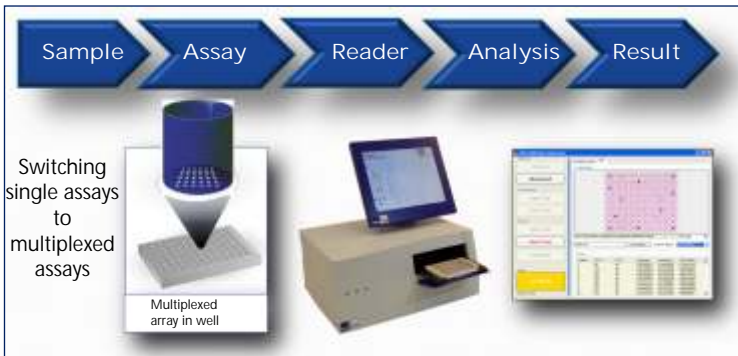 Sample
Assay
Reader
Analysis
Result
Switching
single assays
to
multiplexed
assays
Multiplexed
array in well